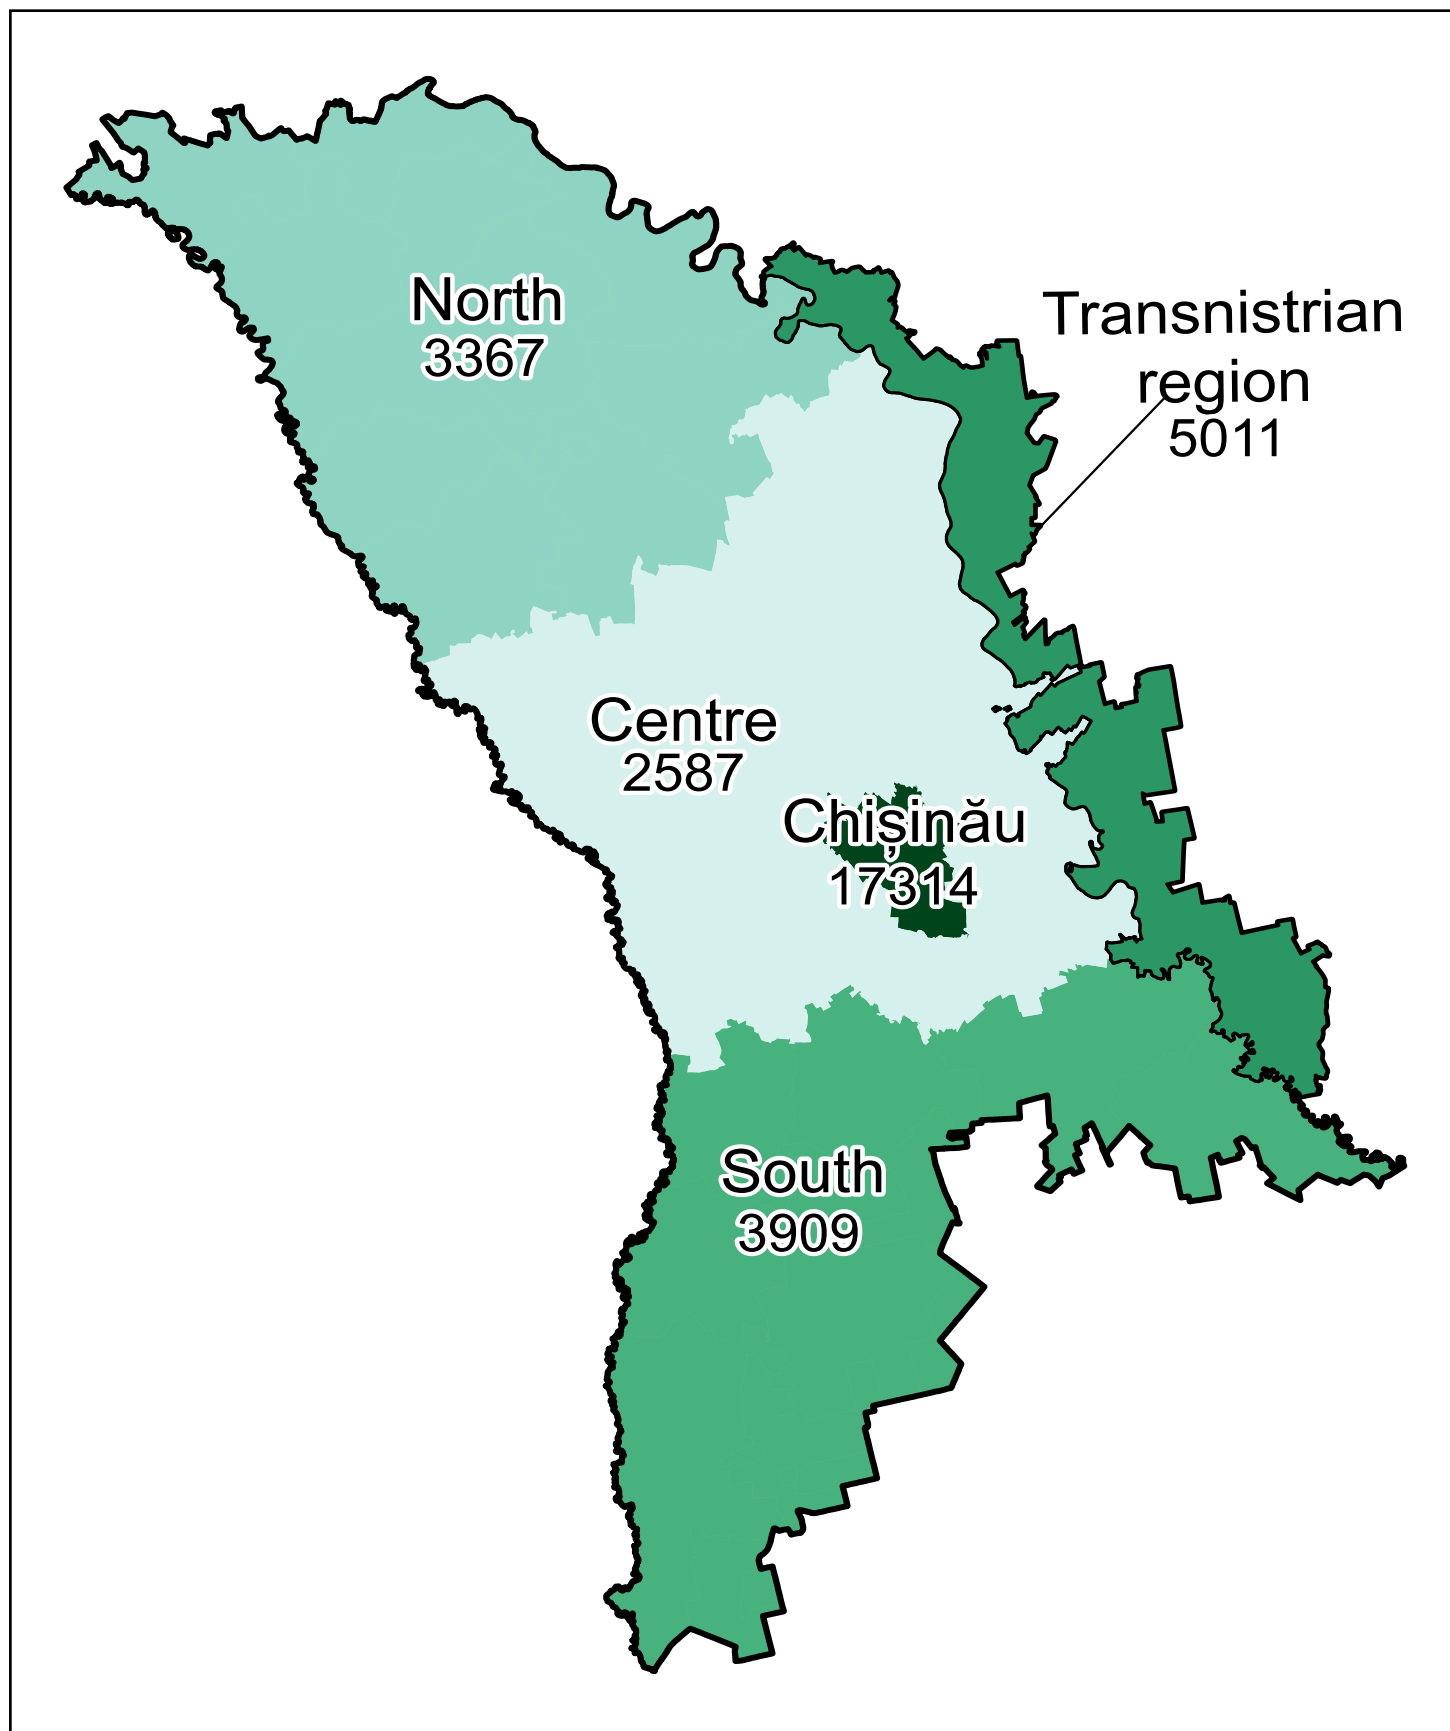 North
3367
Transnistrian
region
5011
Centre
2587
Chișinău
17314
South
3909